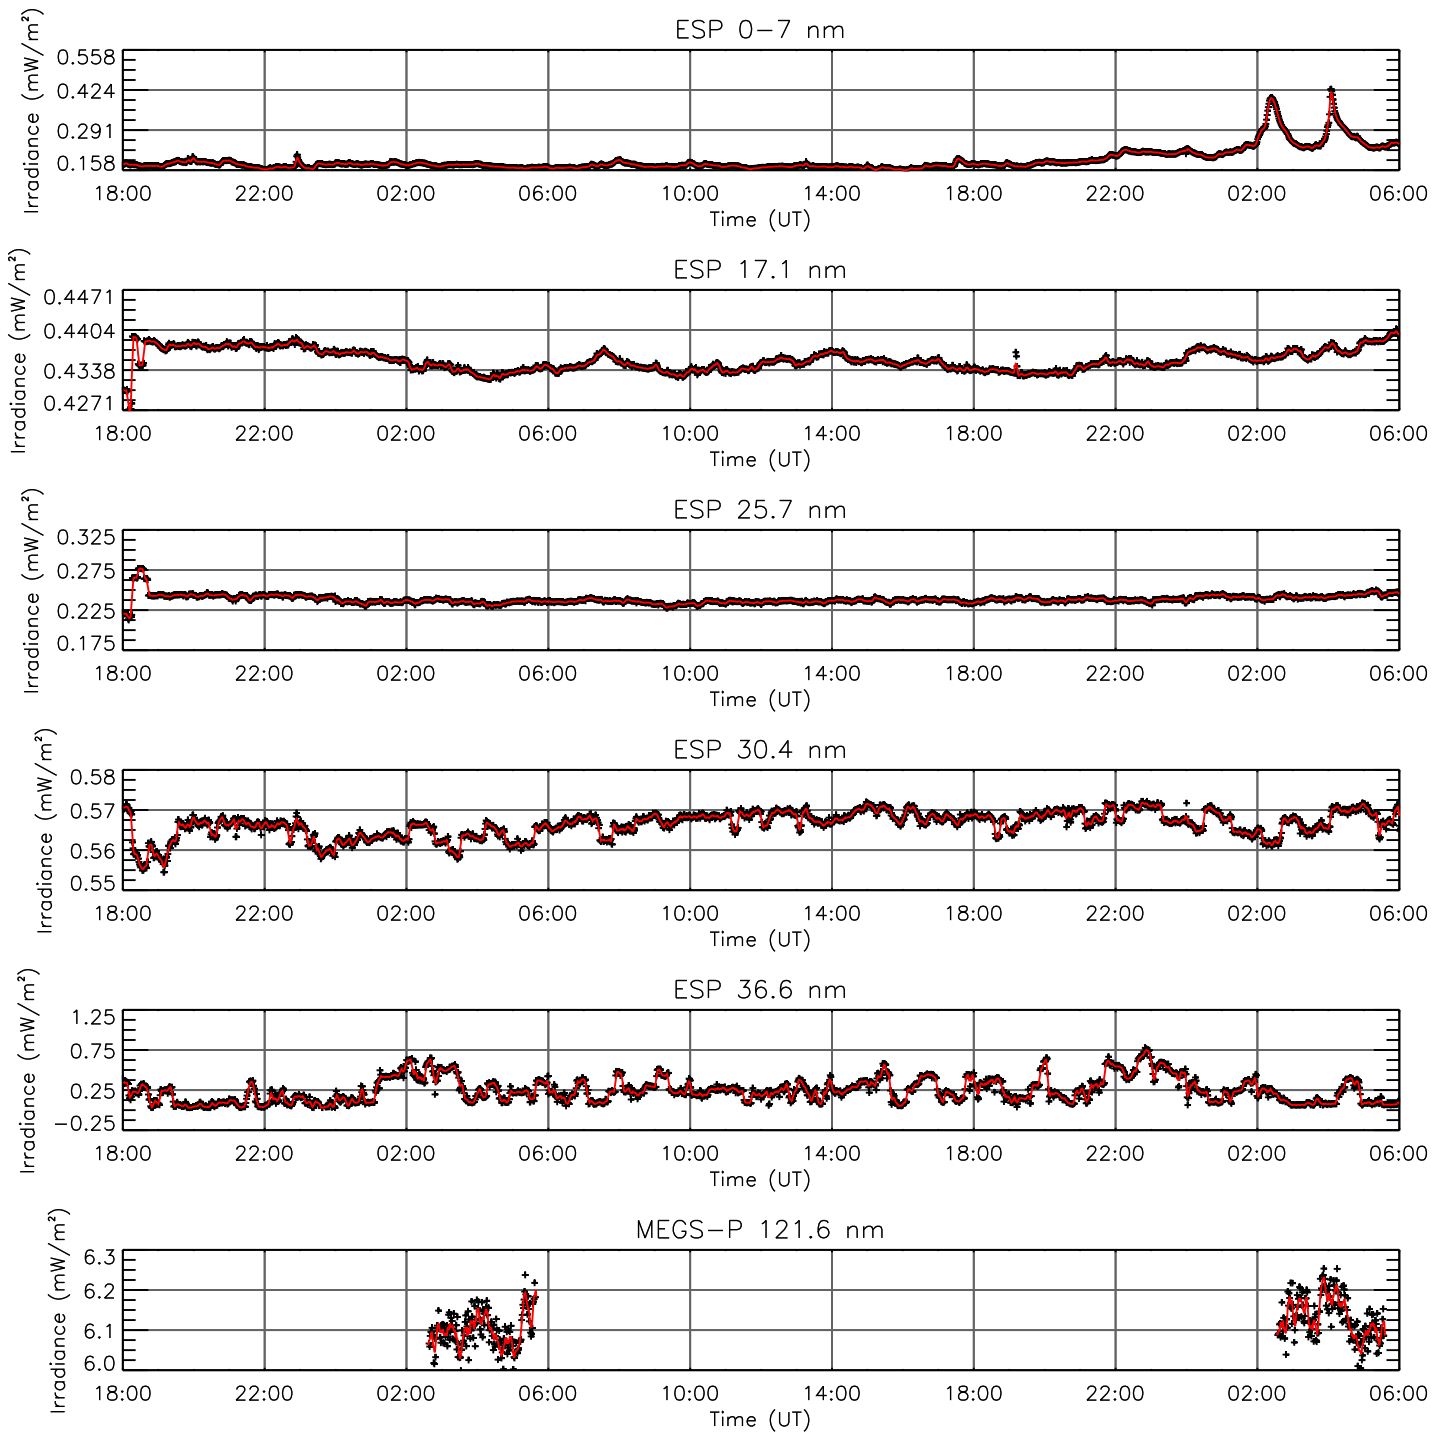 ESP 0-7 nm
Irradiance (mW/m²)
0.558
0.424
0.291
0.158
18:00 22:00 02:00 06:00 10:00 14:00 18:00 22:00 02:00 06:00
Time (UT)
ESP 17.1 nm
Irradiance (mW/m²)
0.4471
0.4404
0.4338
0.4271
18:00 22:00 02:00 06:00 10:00 14:00 18:00 22:00 02:00 06:00
Time (UT)
ESP 25.7 nm
Irradiance (mW/m²)
0.325
0.275
0.225
0.175
18:00 22:00 02:00 06:00 10:00 14:00 18:00 22:00 02:00 06:00
Time (UT)
ESP 30.4 nm
Irradiance (mW/m²)
0.58
0.57
0.56
0.55
18:00 22:00 02:00 06:00 10:00 14:00 18:00 22:00 02:00 06:00
Time (UT)
ESP 36.6 nm
Irradiance (mW/m²)
1.25
0.75
0.25
-0.25
18:00 22:00 02:00 06:00 10:00 14:00 18:00 22:00 02:00 06:00
Time (UT)
MEGS-P 121.6 nm
Irradiance (mW/m²)
6.3
6.2
6.1
6.0
18:00 22:00 02:00 06:00 10:00 14:00 18:00 22:00 02:00 06:00
Time (UT)